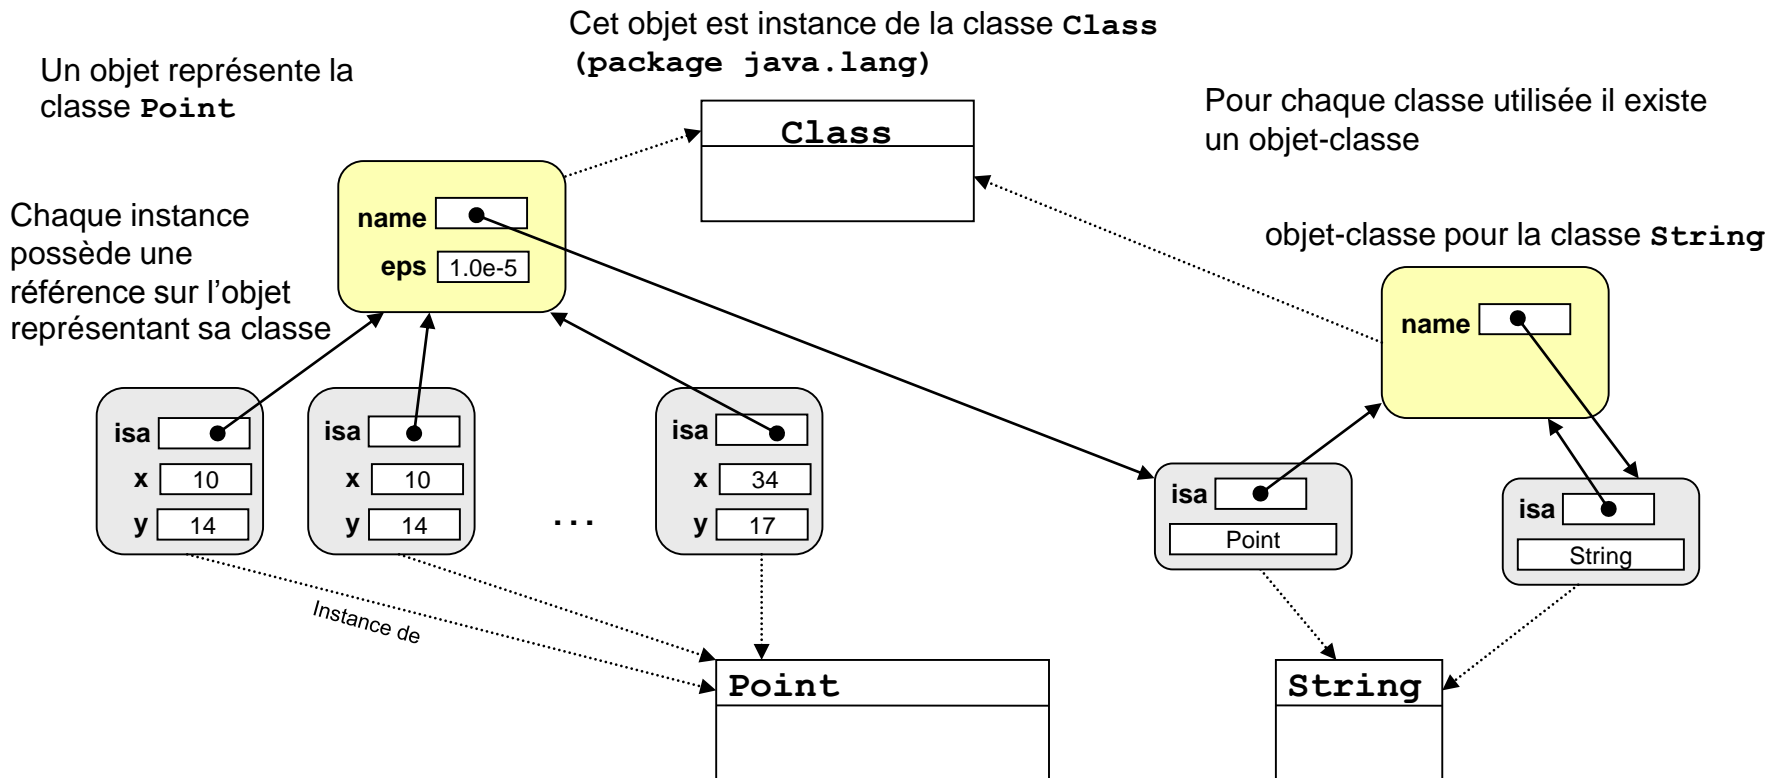 Cet objet est instance de la classe Class
(package java.lang)
Un objet représente la
classe Point
Class
Pour chaque classe utilisée il existe
un objet-classe
Chaque instance
possède une
référence sur l’objet
représentant sa classe
name
eps 1.0e-5
objet-classe pour la classe String
name
isa
x 10
y 14
isa
x 10
y 14
...
isa
x 34
y 17
isa
Point
isa
String
Instance de
Point
String